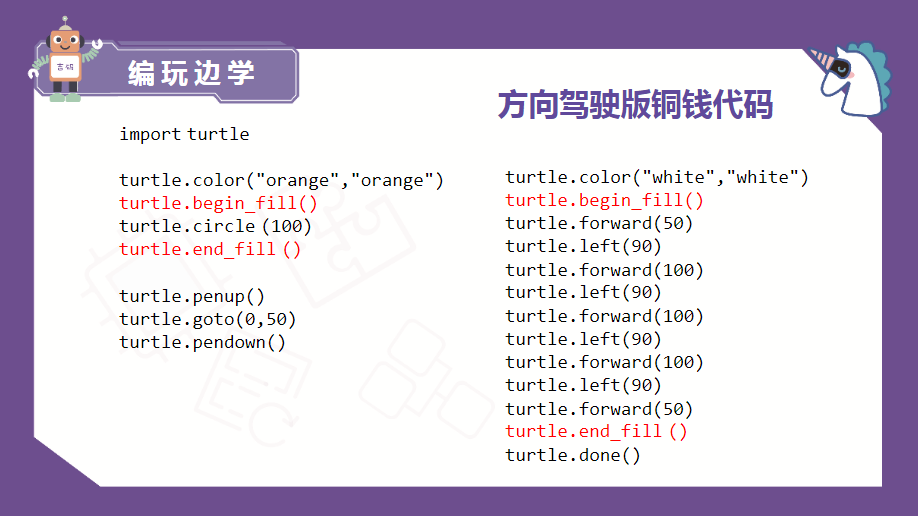 编玩边学
方向驾驶版铜钱代码
import turtle
turtle.color("orange","orange")
turtle.begin_fill()
turtle.circle (100)
turtle.end_fill ()
turtle.penup()
turtle.goto(0,50)
turtle.pendown()
turtle.color("white","white")
turtle.begin_fill()
turtle.forward(50)
turtle.left(90)
turtle.forward(100)
turtle.left(90)
turtle.forward(100)
turtle.left(90)
turtle.forward(100)
turtle.left(90)
turtle.forward(50)
turtle.end_fill ()
turtle.done()